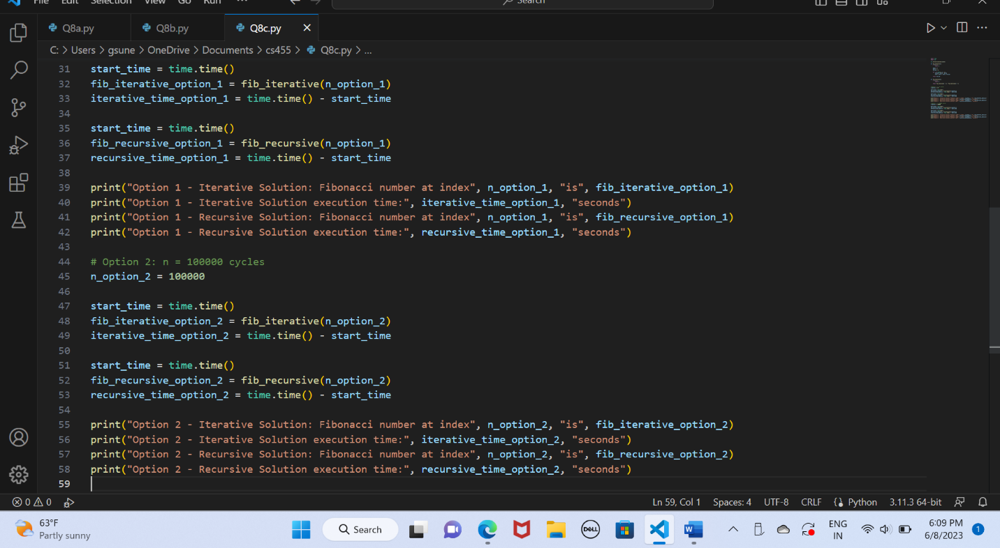 File Edit Selection View Go Run ... Search
Q8a.py Q8b.py Q8c.py
C: > Users > gsune > OneDrive > Documents > cs455 > Q8c.py > ...
31 start_time = time.time()
32 fib_iterative_option_1 = fib_iterative(n_option_1)
33 iterative_time_option_1 = time.time() - start_time
34
35 start_time = time.time()
36 fib_recursive_option_1 = fib_recursive(n_option_1)
37 recursive_time_option_1 = time.time() - start_time
38
39 print("Option 1 - Iterative Solution: Fibonacci number at index", n_option_1, "is", fib_iterative_option_1)
40 print("Option 1 - Iterative Solution execution time:", iterative_time_option_1, "seconds")
41 print("Option 1 - Recursive Solution: Fibonacci number at index", n_option_1, "is", fib_recursive_option_1)
42 print("Option 1 - Recursive Solution execution time:", recursive_time_option_1, "seconds")
43
44 # Option 2: n = 100000 cycles
45 n_option_2 = 100000
46
47 start_time = time.time()
48 fib_iterative_option_2 = fib_iterative(n_option_2)
49 iterative_time_option_2 = time.time() - start_time
50
51 start_time = time.time()
52 fib_recursive_option_2 = fib_recursive(n_option_2)
53 recursive_time_option_2 = time.time() - start_time
54
55 print("Option 2 - Iterative Solution: Fibonacci number at index", n_option_2, "is", fib_iterative_option_2)
56 print("Option 2 - Iterative Solution execution time:", iterative_time_option_2, "seconds")
57 print("Option 2 - Recursive Solution: Fibonacci number at index", n_option_2, "is", fib_recursive_option_2)
58 print("Option 2 - Recursive Solution execution time:", recursive_time_option_2, "seconds")
59
0 0 Ln 59, Col 1 Spaces: 4 UTF-8 CRLF Python 3.11.3 64-bit
63°F
Partly sunny
Search
DELL
W
ENG
IN
6:09 PM
6/8/2023
1